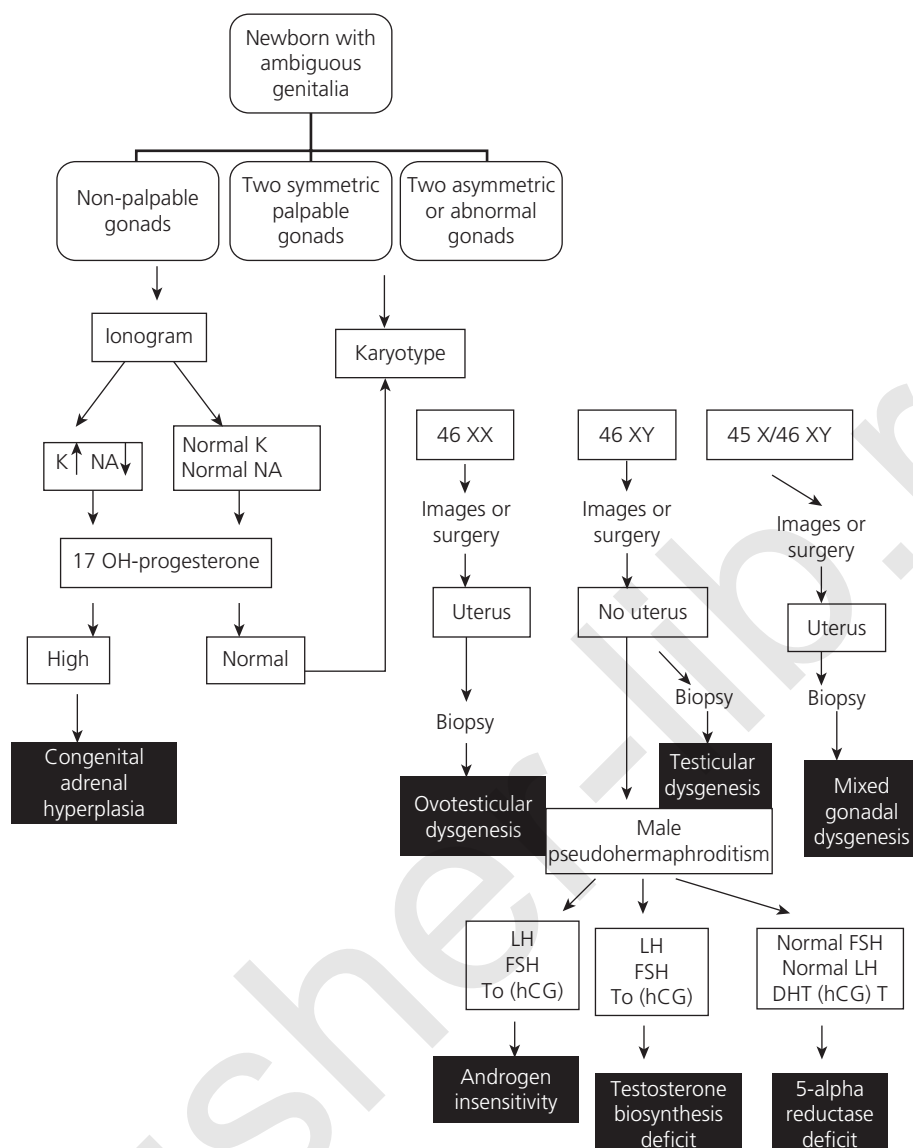 Newborn with
ambiguous
genitalia
Non-palpable
gonads
Two symmetric
palpable
gonads
Two asymmetric
or abnormal
gonads
Ionogram
Karyotype
K NA
Normal K
Normal NA
17 OH-progesterone
High
Normal
Congenital
adrenal
hyperplasia
46 XX
46 XY
45 X/46 XY
Images or
surgery
Images or
surgery
Images or
surgery
Uterus
No uterus
Uterus
Biopsy
Biopsy
Biopsy
Ovotesticular
dysgenesis
Testicular
dysgenesis
Mixed
gonadal
dysgenesis
Male
pseudohermaphroditism
LH
FSH
To (hCG)
LH
FSH
To (hCG)
Normal FSH
Normal LH
DHT (hCG) T
Androgen
insensitivity
Testosterone
biosynthesis
deficit
5-alpha
reductase
deficit